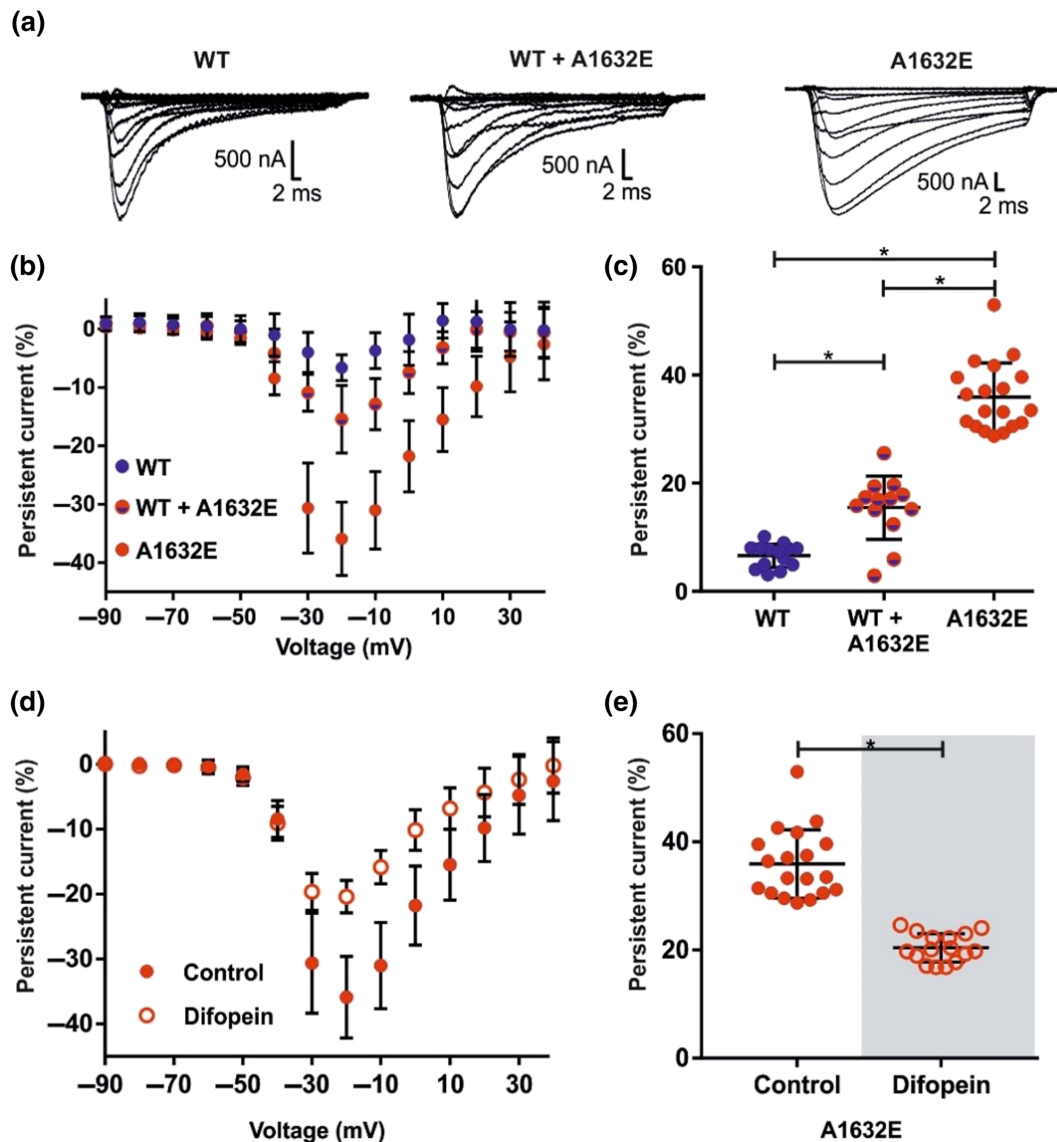 (a)
WT
WT + A1632E
A1632E
500 nA
2 ms
500 nA
2 ms
500 nA
2 ms
(b)
Persistent current (%)
0
–10
–20
–30
–40
WT
WT + A1632E
A1632E
–90
–70
–50
–30
–10
10
30
Voltage (mV)
(c)
*
*
*
Persistent current (%)
60
40
20
0
WT
WT +
A1632E
A1632E
(d)
Persistent current (%)
0
–10
–20
–30
–40
Control
Difopein
–90
–70
–50
–30
–10
10
30
Voltage (mV)
(e)
*
Persistent current (%)
60
40
20
0
Control
Difopein
A1632E